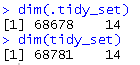 > dim(.tidy_set)
[1] 68678 14
> dim(tidy_set)
[1] 68781 14